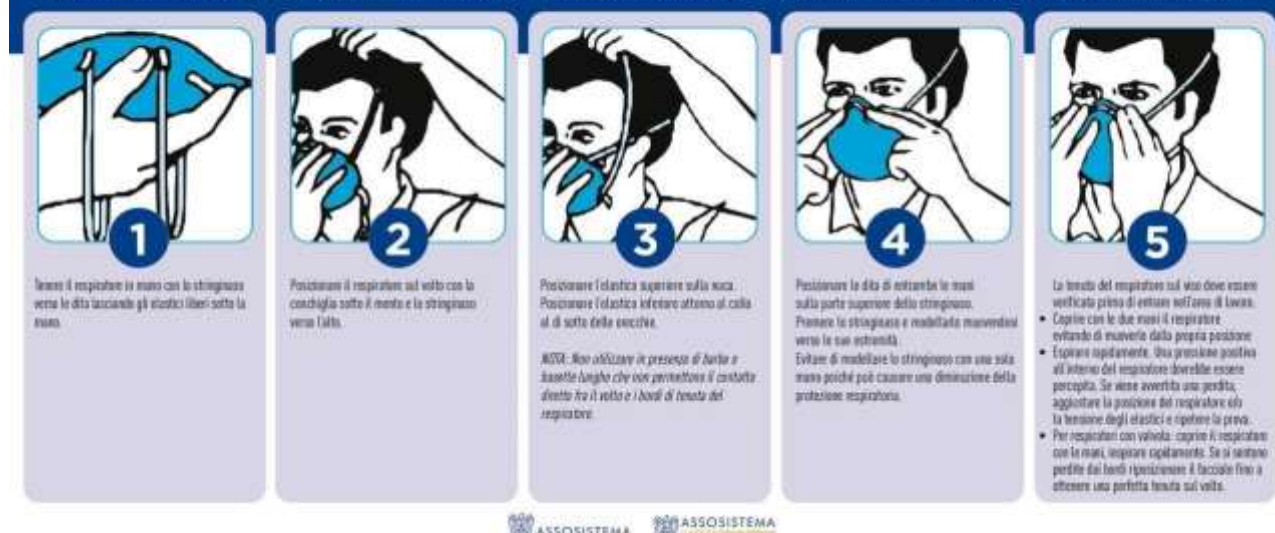 1
Tenere il respiratore in mano con lo stringinaso
verso le dita lasciando gli elastici liberi sotto la
mano.
2
Posizionare il respiratore sul volto con la
conchiglia sotto il mento e lo stringinaso
verso l'alto.
3
Posizionare l'elastico superiore sulla nuca.
Posizionare l'elastico inferiore attorno al collo
al di sotto delle orecchie.
NOTA: Non utilizzare in presenza di barba o
basette lunghe che non permettono il contatto
diretto fra il volto e i bordi di tenuta del
respiratore.
4
Posizionare le dita di entrambe le mani
sulla parte superiore dello stringinaso.
Premere lo stringinaso e modellarlo muovendosi
verso le sue estremità.
Evitare di modellare lo stringinaso con una sola
mano poiché può causare una diminuzione della
protezione respiratoria.
5
La tenuta del respiratore sul viso deve essere
verificata prima di entrare nell'area di lavoro.
• Coprire con le due mani il respiratore
evitando di muoverlo dalla propria posizione
• Espirare rapidamente. Una pressione positiva
all'interno del respiratore dovrebbe essere
percepita. Se viene avvertita una perdita,
aggiustare la posizione del respiratore e/o
la tensione degli elastici e ripetere la prova.
• Per respiratori con valvola: coprire il respiratore
con le mani, inspirare rapidamente. Se si sentono
perdite dai bordi riposizionare il facciale fino a
ottenere una perfetta tenuta sul volto.
ASSOSISTEMA
ASSOSISTEMA